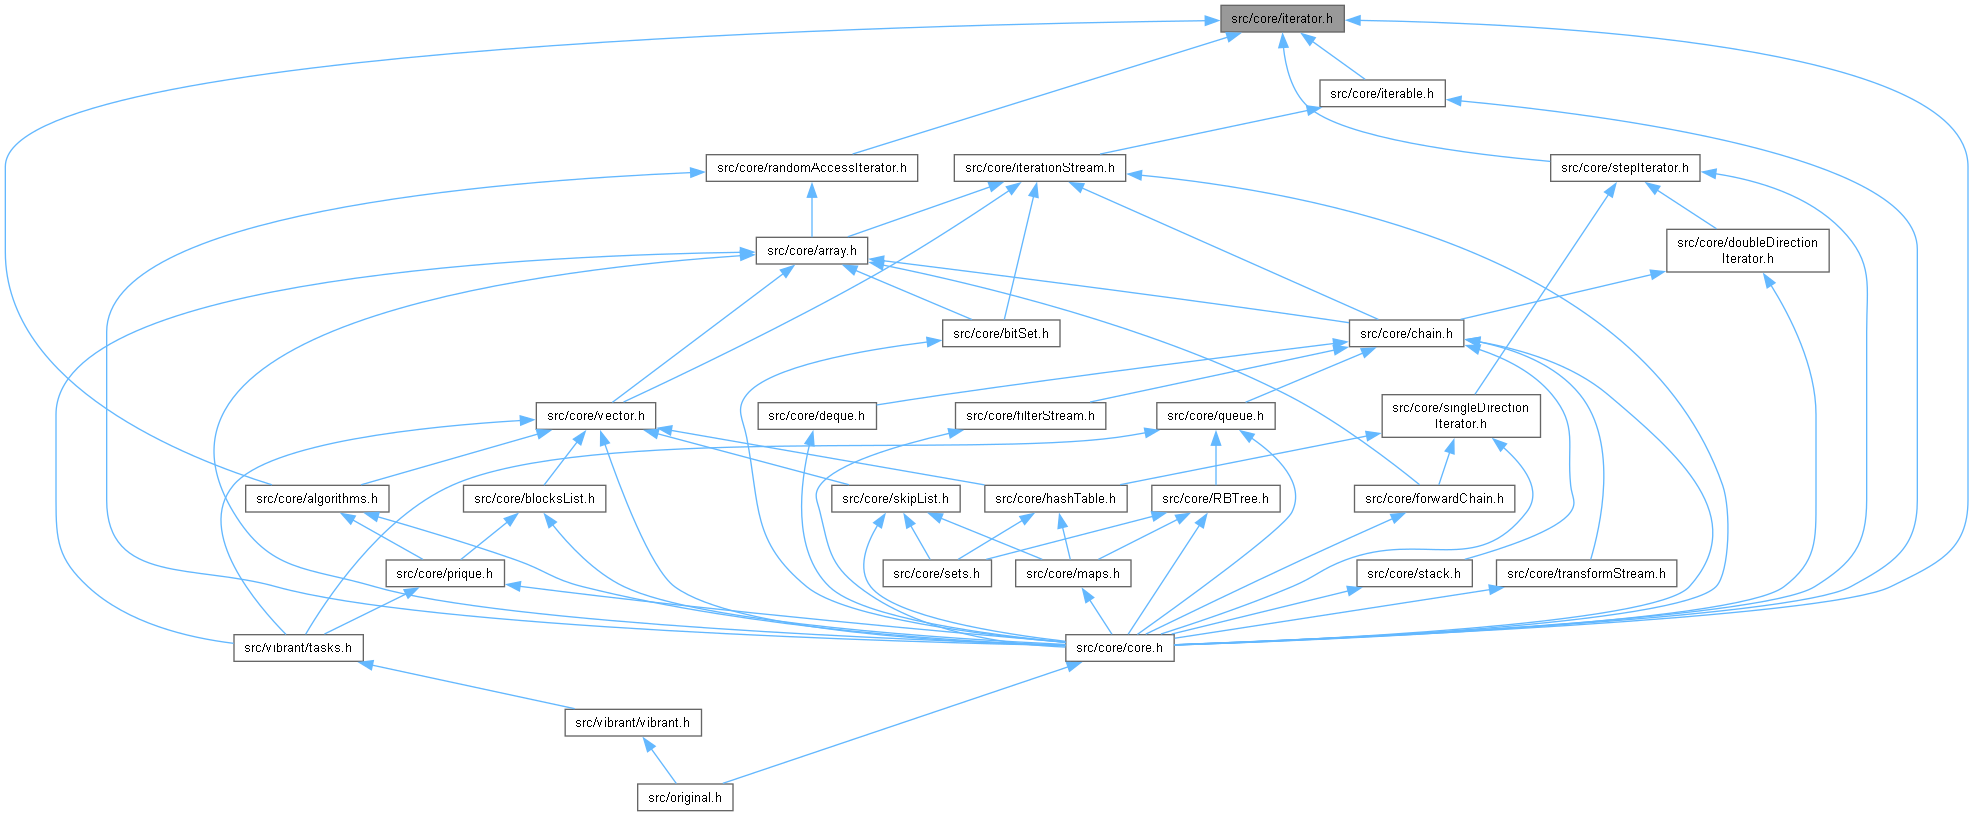 src/core/iterator.h
src/core/iterable.h
src/core/randomAccessIterator.h
src/core/iterationStream.h
src/core/stepIterator.h
src/core/array.h
src/core/doubleDirection
Iterator.h
src/core/bitSet.h
src/core/chain.h
src/core/vector.h
src/core/deque.h
src/core/filterStream.h
src/core/queue.h
src/core/singleDirection
Iterator.h
src/core/algorithms.h
src/core/blocksList.h
src/core/skipList.h
src/core/hashTable.h
src/core/RBTree.h
src/core/forwardChain.h
src/core/prique.h
src/core/sets.h
src/core/maps.h
src/core/stack.h
src/core/transformStream.h
src/vibrant/tasks.h
src/core/core.h
src/vibrant/vibrant.h
src/original.h